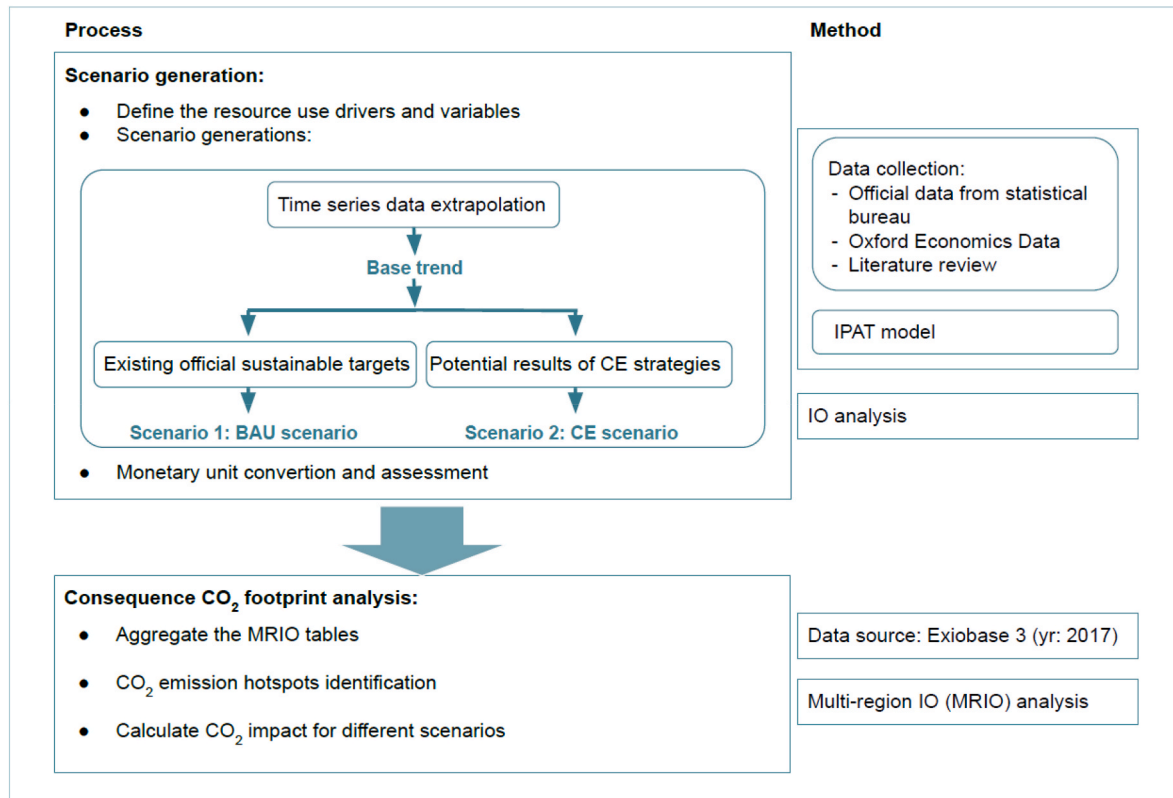 Process
Method
Scenario generation:
● Define the resource use drivers and variables
● Scenario generations:
Time series data extrapolation
Base trend
Existing official sustainable targets
Potential results of CE strategies
Scenario 1: BAU scenario
Scenario 2: CE scenario
● Monetary unit convertion and assessment
Data collection:
- Official data from statistical
bureau
- Oxford Economics Data
- Literature review
IPAT model
IO analysis
Consequence CO₂ footprint analysis:
● Aggregate the MRIO tables
● CO₂ emission hotspots identification
● Calculate CO₂ impact for different scenarios
Data source: Exiobase 3 (yr: 2017)
Multi-region IO (MRIO) analysis